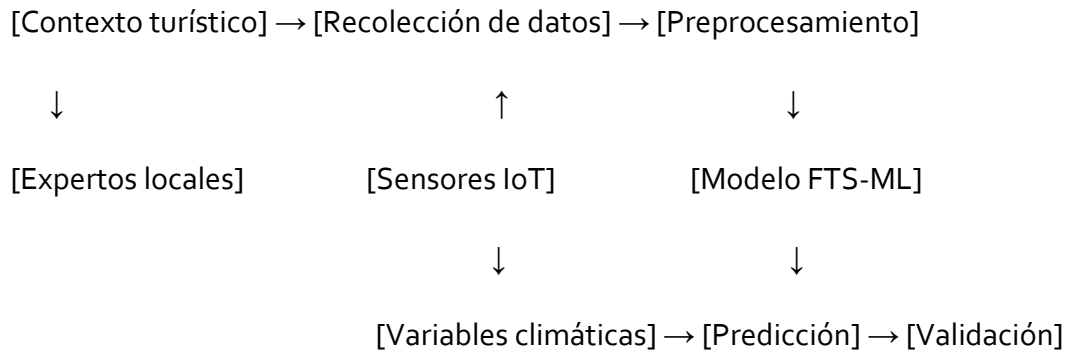 [Contexto turístico] → [Recolección de datos] → [Preprocesamiento]
↓ ↑ ↓
[Expertos locales] [Sensores IoT] [Modelo FTS-ML]
↓ ↓
[Variables climáticas] → [Predicción] → [Validación]